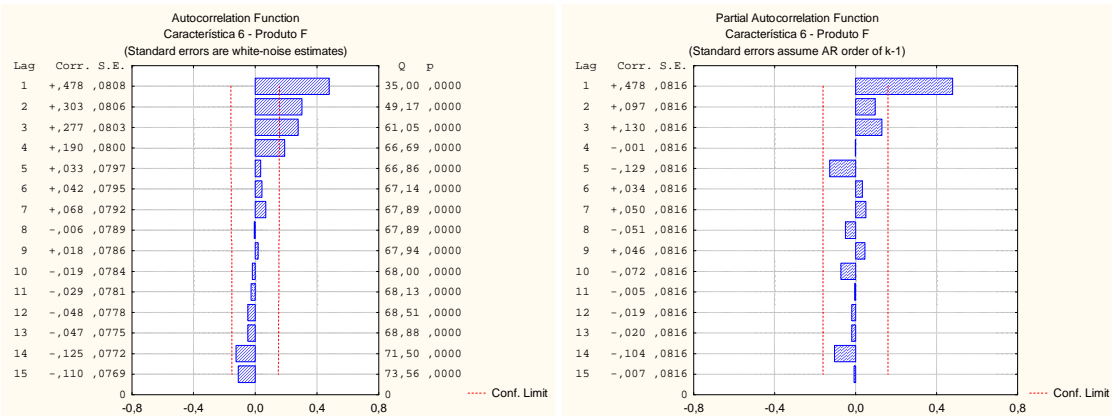 Autocorrelation Function
Característica 6 - Produto F
(Standard errors are white-noise estimates)
Lag Corr. S.E. Q p
1 +,478 ,0808 35,00 ,0000
2 +,303 ,0806 49,17 ,0000
3 +,277 ,0803 61,05 ,0000
4 +,190 ,0800 66,69 ,0000
5 +,033 ,0797 66,86 ,0000
6 +,042 ,0795 67,14 ,0000
7 +,068 ,0792 67,89 ,0000
8 -,006 ,0789 67,89 ,0000
9 +,018 ,0786 67,94 ,0000
10 -,019 ,0784 68,00 ,0000
11 -,029 ,0781 68,13 ,0000
12 -,048 ,0778 68,51 ,0000
13 -,047 ,0775 68,88 ,0000
14 -,125 ,0772 71,50 ,0000
15 -,110 ,0769 73,56 ,0000
0 0
Conf. Limit
-0,8 -0,4 0,0 0,4 0,8
Partial Autocorrelation Function
Característica 6 - Produto F
(Standard errors assume AR order of k-1)
Lag Corr. S.E.
1 +,478 ,0816
2 +,097 ,0816
3 +,130 ,0816
4 -,001 ,0816
5 -,129 ,0816
6 +,034 ,0816
7 +,050 ,0816
8 -,051 ,0816
9 +,046 ,0816
10 -,072 ,0816
11 -,005 ,0816
12 -,019 ,0816
13 -,020 ,0816
14 -,104 ,0816
15 -,007 ,0816
0 0
Conf. Limit
-0,8 -0,4 0,0 0,4 0,8